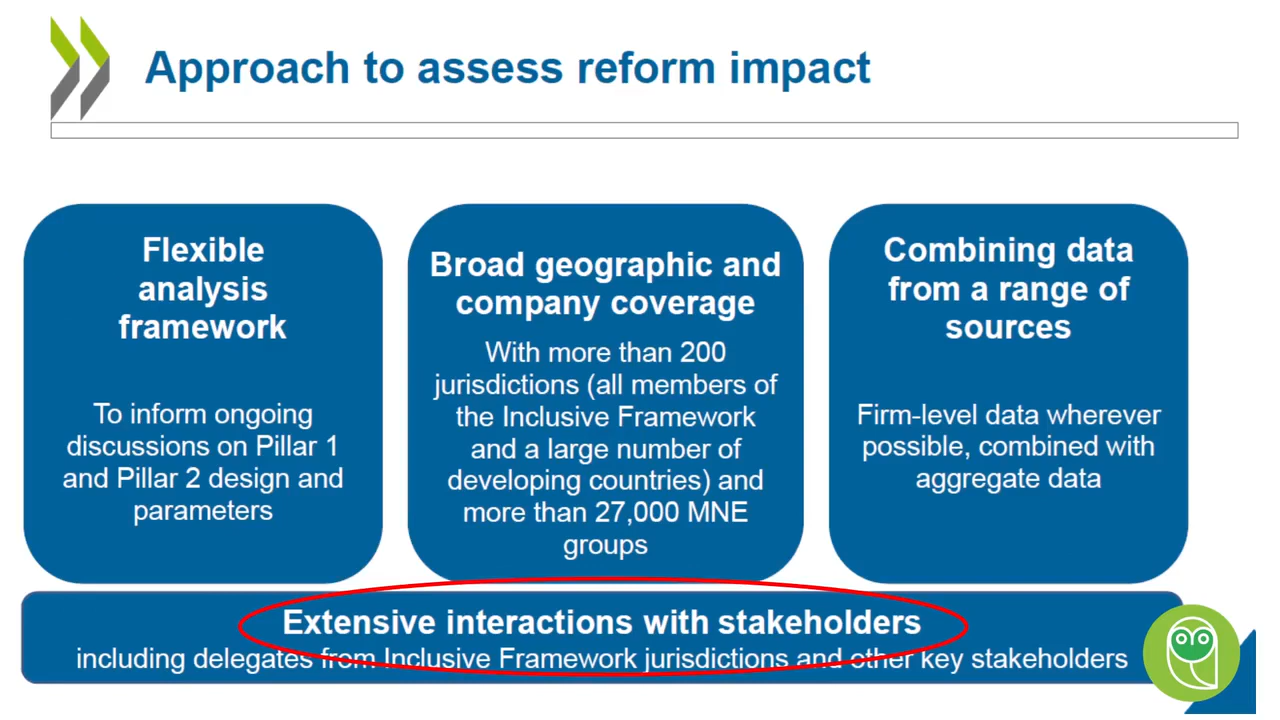 Approach to assess reform impact
Flexible
analysis
framework
To inform ongoing
discussions on Pillar 1
and Pillar 2 design and
parameters
Broad geographic and
company coverage
With more than 200
jurisdictions (all members of
the Inclusive Framework
and a large number of
developing countries) and
more than 27,000 MNE
groups
Combining data
from a range of
sources
Firm-level data wherever
possible, combined with
aggregate data
Extensive interactions with stakeholders
including delegates from Inclusive Framework jurisdictions and other key stakeholders